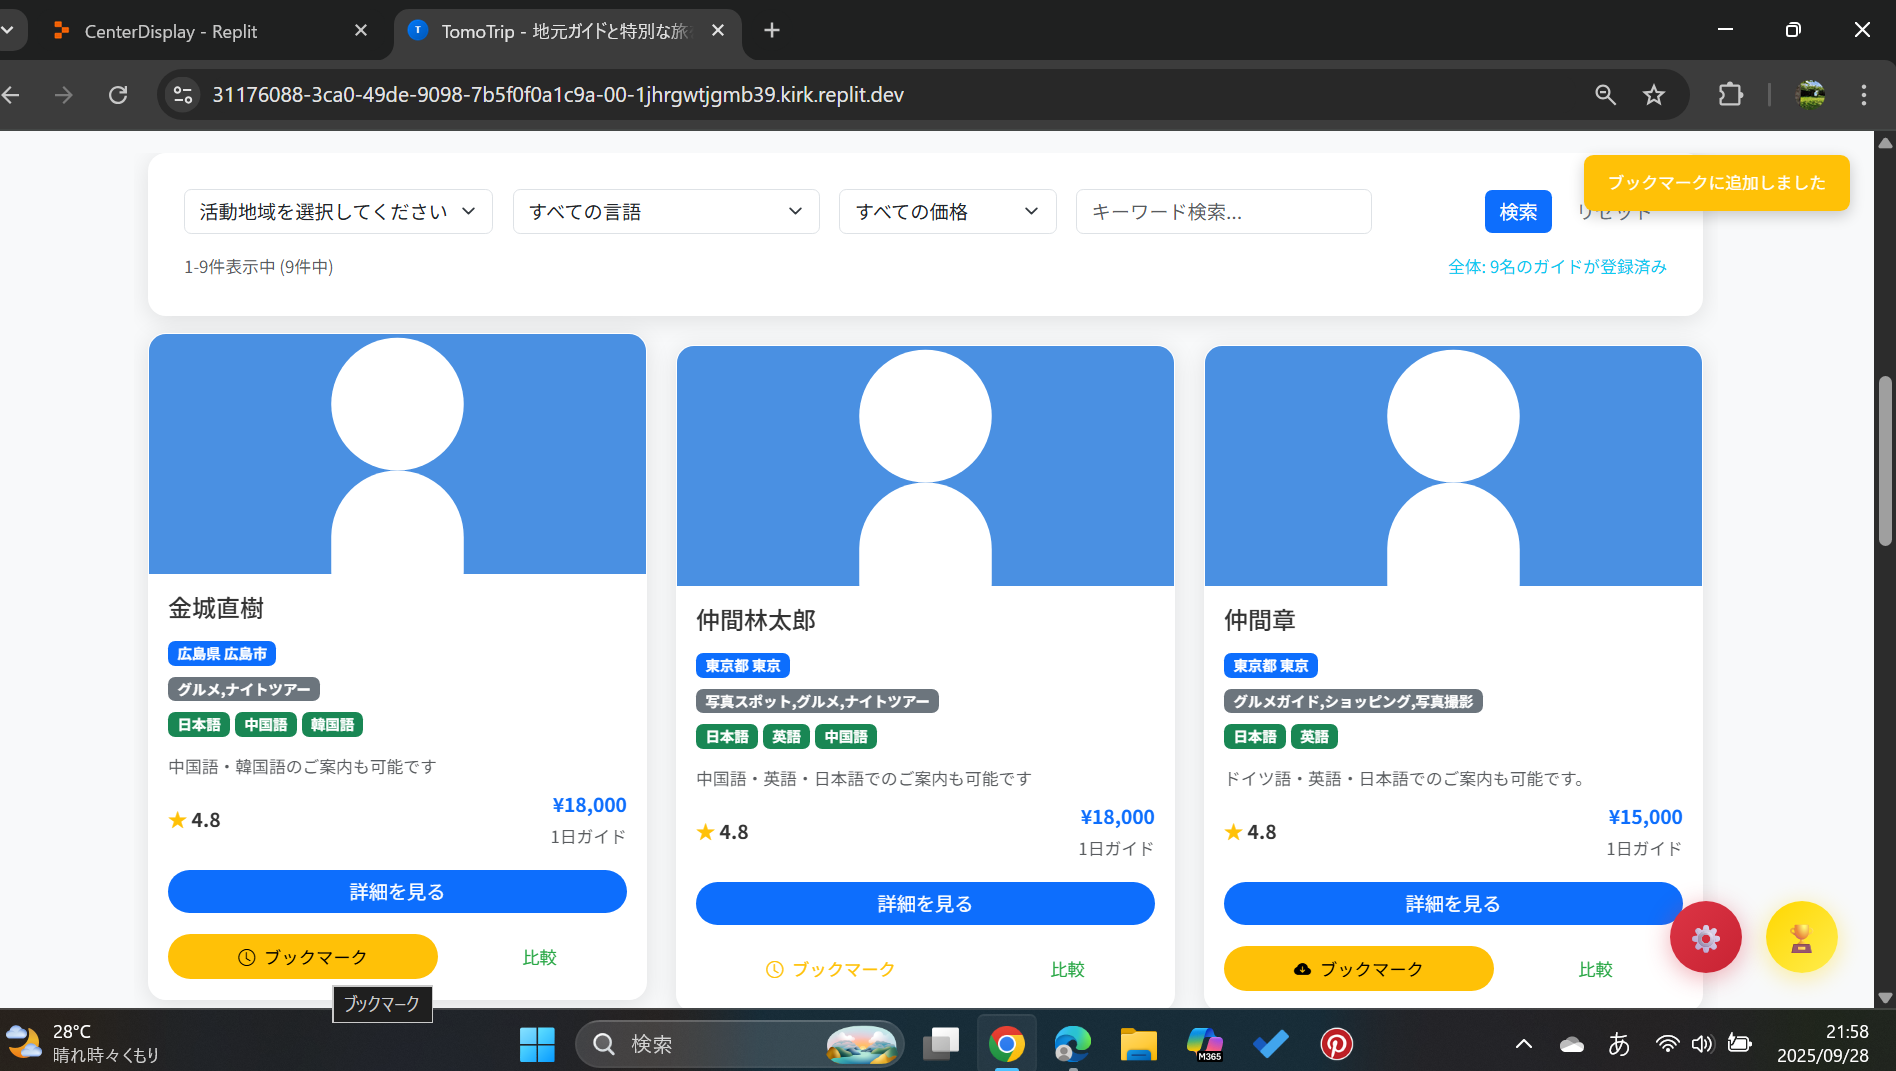 CenterDisplay - Replit
TomoTrip - 地元ガイドと特別な旅
31176088-3ca0-49de-9098-7b5f0f0a1c9a-00-1jhrgwtjgmb39.kirk.replit.dev
ブックマークに追加しました
活動地域を選択してください
すべての言語
すべての価格
キーワード検索...
検索
リセット
1-9件表示中 (9件中)
全体: 9名のガイドが登録済み
金城直樹
広島県 広島市
グルメ,ナイトツアー
日本語 中国語 韓国語
中国語・韓国語のご案内も可能です
4.8
¥18,000
1日ガイド
詳細を見る
ブックマーク
比較
ブックマーク
仲間林太郎
東京都 東京
写真スポット,グルメ,ナイトツアー
日本語 英語 中国語
中国語・英語・日本語でのご案内も可能です
4.8
¥18,000
1日ガイド
詳細を見る
ブックマーク
比較
仲間章
東京都 東京
グルメガイド,ショッピング,写真撮影
日本語 英語
ドイツ語・英語・日本語でのご案内も可能です。
4.8
¥15,000
1日ガイド
詳細を見る
ブックマーク
比較
28°C
晴れ時々くもり
検索
M365
あ
21:58
2025/09/28